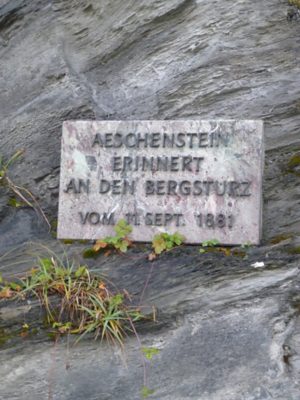 AESCHENSTEIN
ERINNERT
AN DEN BERGSTURZ
VOM 11. SEPT. 1881